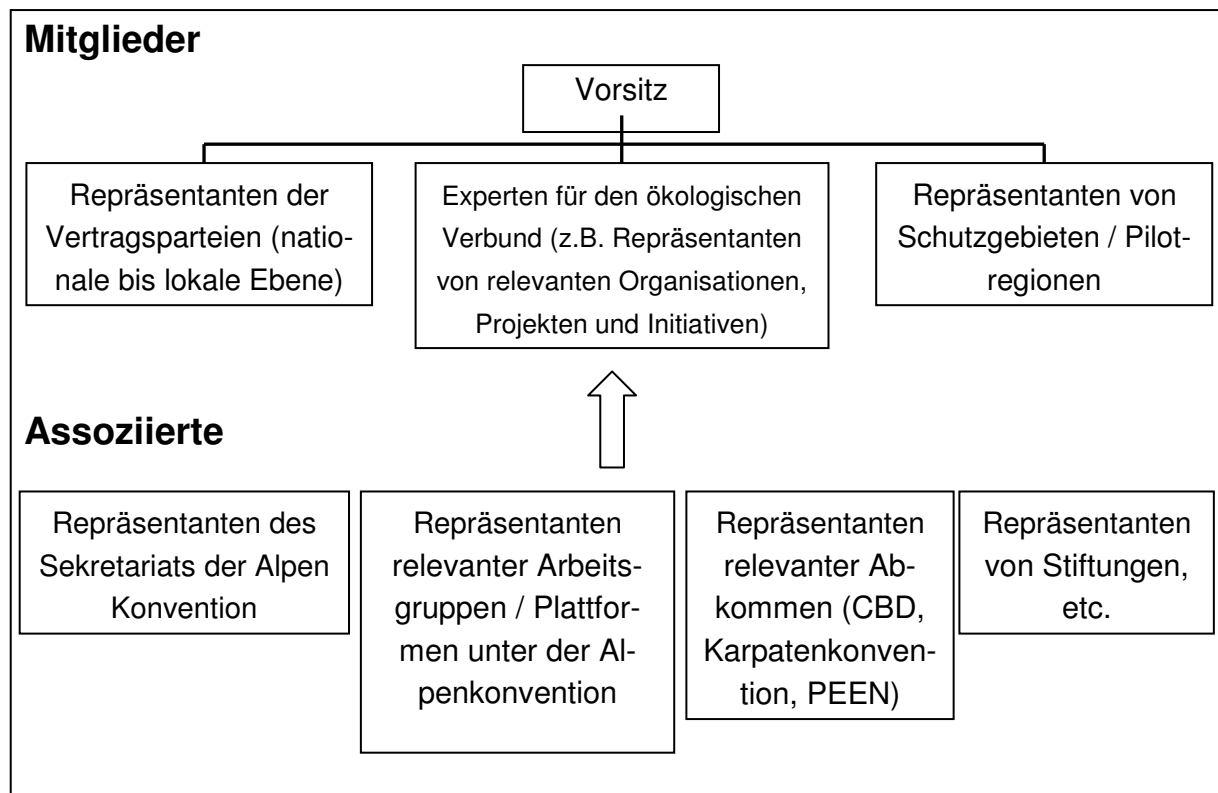 Mitglieder
Vorsitz
Repräsentanten der
Vertragsparteien (natio-
nale bis lokale Ebene)
Experten für den ökologischen
Verbund (z.B. Repräsentanten
von relevanten Organisationen,
Projekten und Initiativen)
Repräsentanten von
Schutzgebieten / Pilot-
regionen
Assoziierte
Repräsentanten des
Sekretariats der Alpen
Konvention
Repräsentanten
relevanter Arbeits-
gruppen / Plattfor-
men unter der Al-
penkonvention
Repräsentanten
relevanter Ab-
kommen (CBD,
Karpatenkonven-
tion, PEEN)
Repräsentanten
von Stiftungen,
etc.